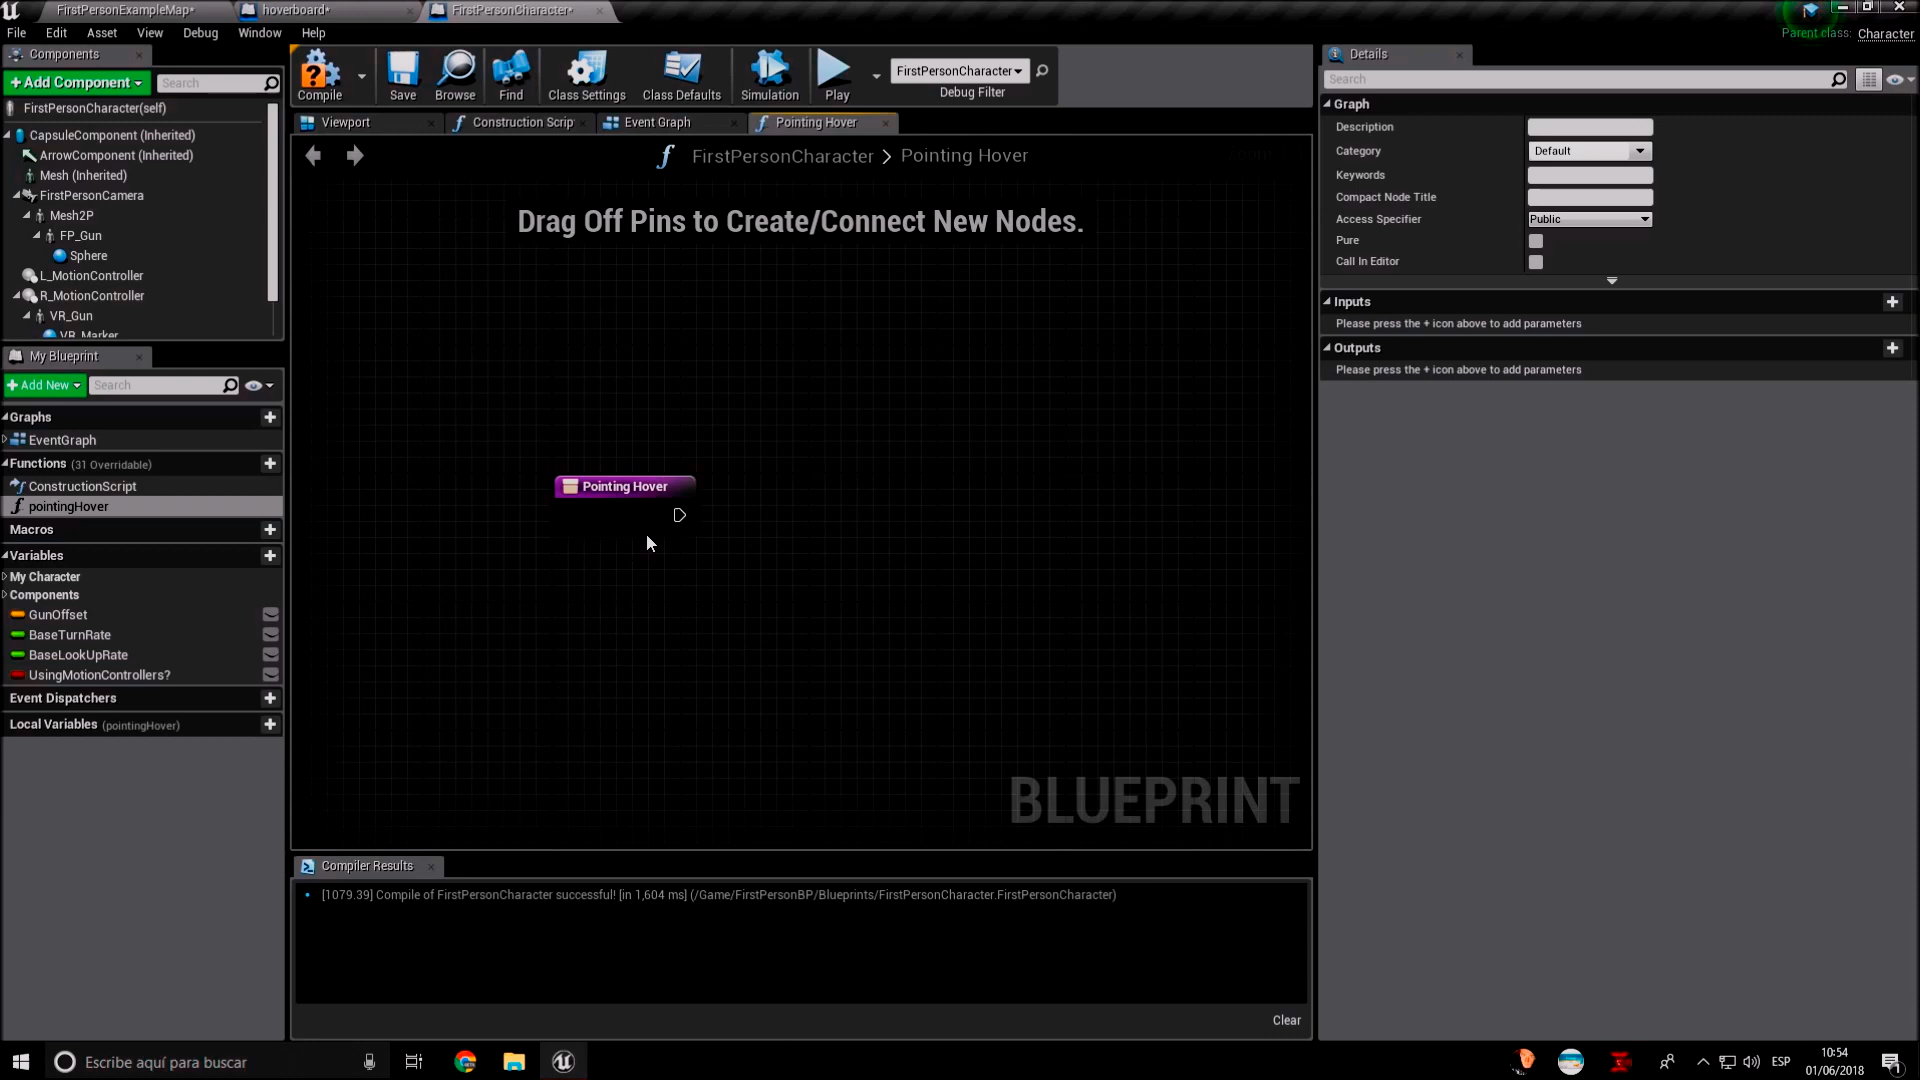 FirstPersonExampleMap*
hoverboard*
FirstPersonCharacter*
File Edit Asset View Debug Window Help
Parent class: Character
Components
+Add Component
Search
FirstPersonCharacter(self)
CapsuleComponent (Inherited)
ArrowComponent (Inherited)
Mesh (Inherited)
FirstPersonCamera
Mesh2P
FP_Gun
Sphere
L_MotionController
R_MotionController
VR_Gun
VR_Marker
My Blueprint
+Add New
Search
Graphs
EventGraph
Functions (31 Overridable)
ConstructionScript
pointingHover
Macros
Variables
My Character
Components
GunOffset
BaseTurnRate
BaseLookUpRate
UsingMotionControllers?
Event Dispatchers
Local Variables (pointingHover)
Compile
Save
Browse
Find
Class Settings
Class Defaults
Simulation
Play
FirstPersonCharacter
Debug Filter
Viewport
Construction Scrip
Event Graph
Pointing Hover
FirstPersonCharacter > Pointing Hover
Drag Off Pins to Create/Connect New Nodes.
Pointing Hover
BLUEPRINT
Compiler Results
[1079.39] Compile of FirstPersonCharacter successful! [in 1,604 ms] (/Game/FirstPersonBP/Blueprints/FirstPersonCharacter.FirstPersonCharacter)
Clear
Details
Search
Graph
Description
Category Default
Keywords
Compact Node Title
Access Specifier Public
Pure
Call In Editor
Inputs
Please press the + icon above to add parameters
Outputs
Please press the + icon above to add parameters
Escribe aquí para buscar
ESP
10:54
01/06/2018